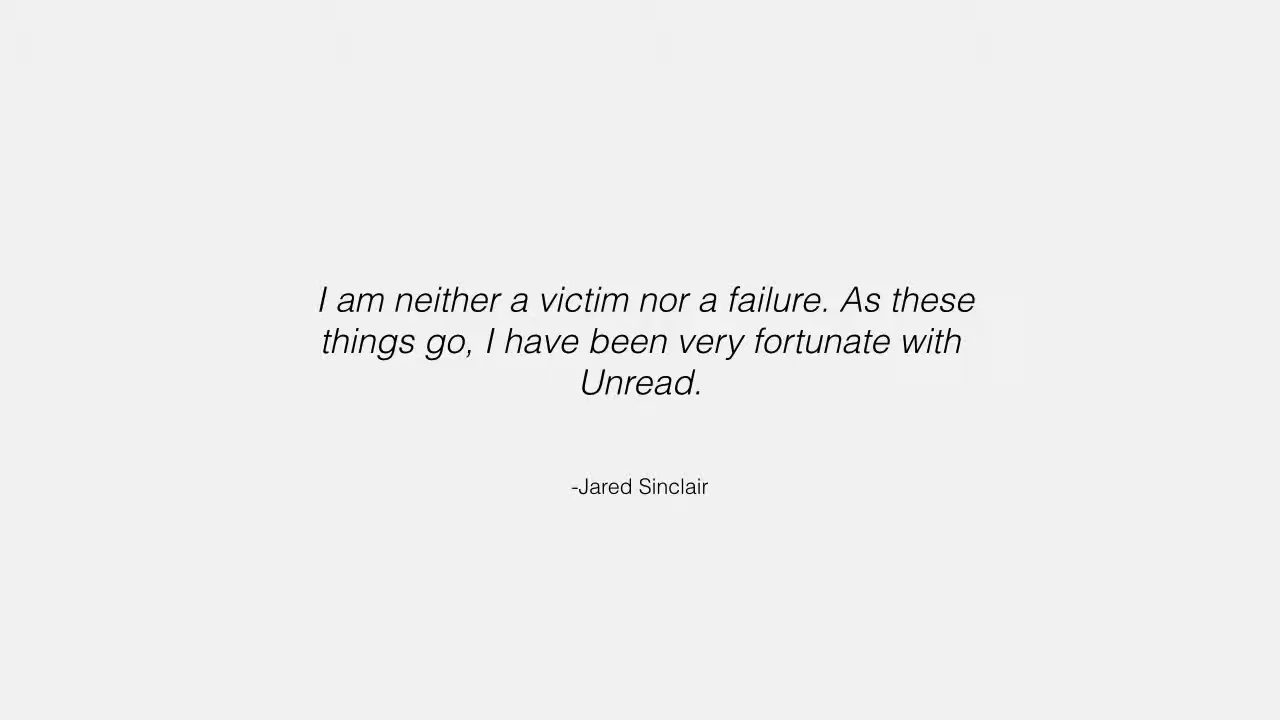 I am neither a victim nor a failure. As these
things go, I have been very fortunate with
Unread.
-Jared Sinclair